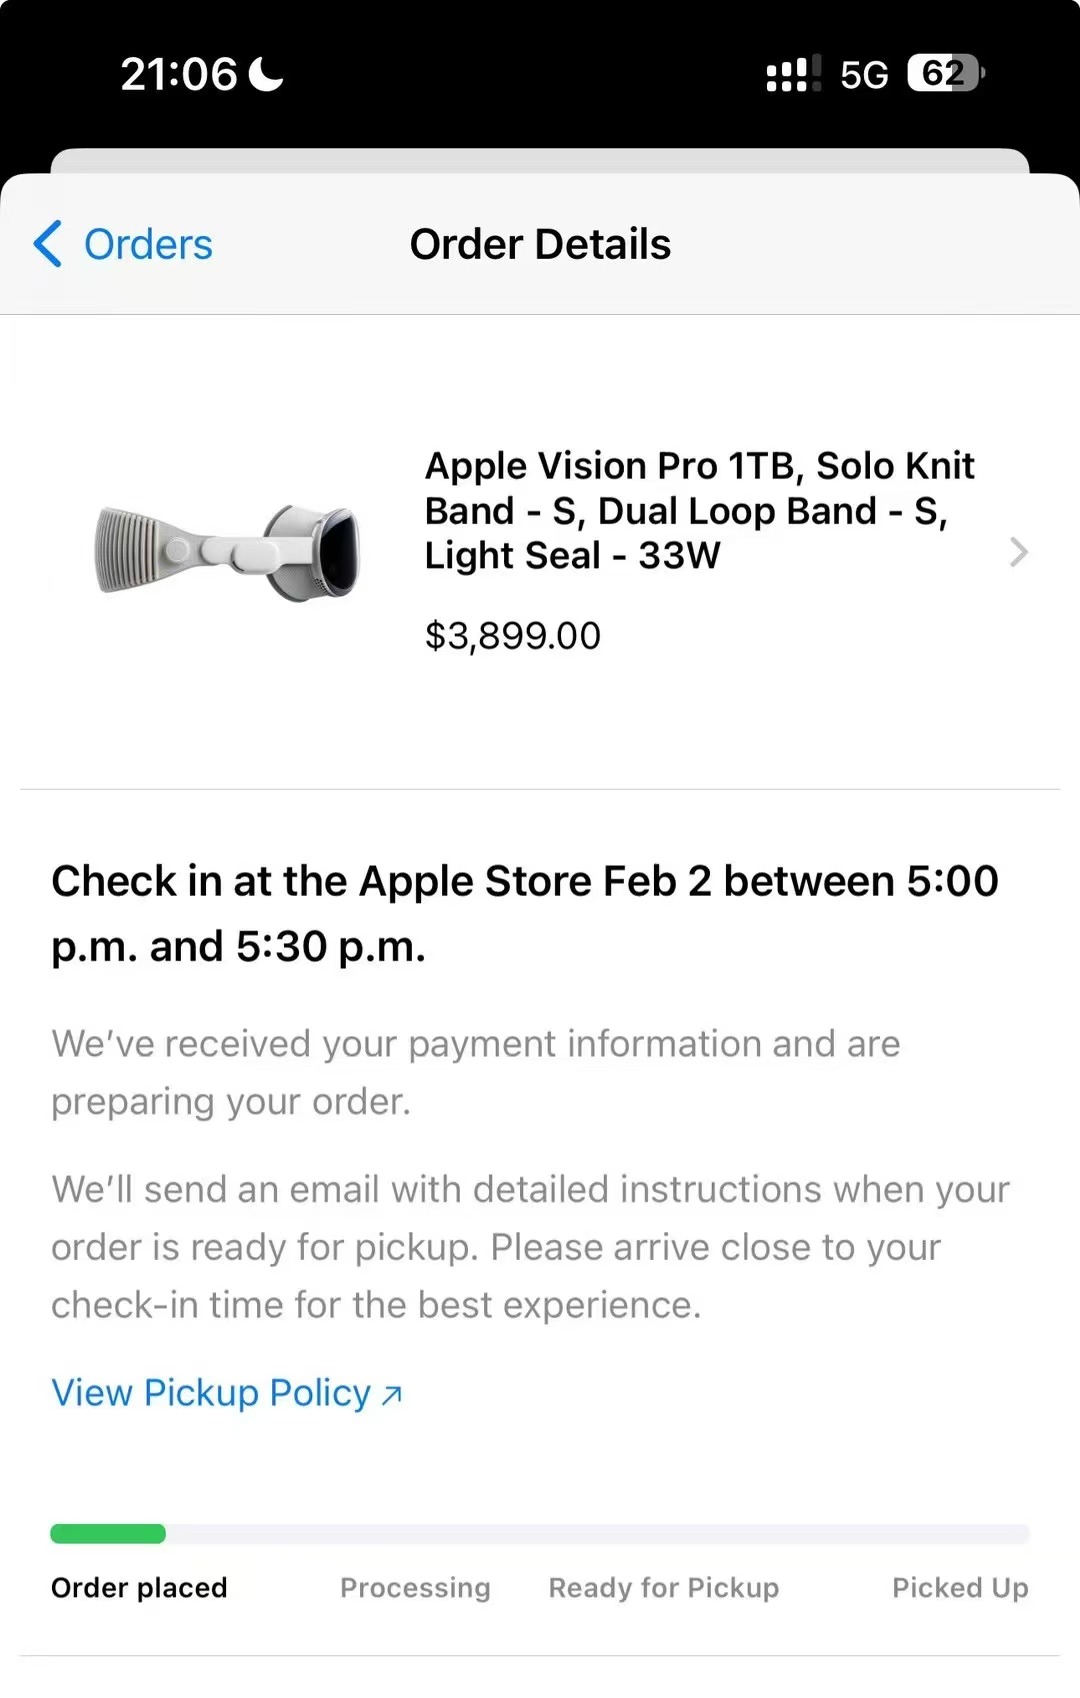 21:06
5G 62
Orders
Order Details
Apple Vision Pro 1TB, Solo Knit
Band - S, Dual Loop Band - S,
Light Seal - 33W
$3,899.00
Check in at the Apple Store Feb 2 between 5:00
p.m. and 5:30 p.m.
We’ve received your payment information and are
preparing your order.
We’ll send an email with detailed instructions when your
order is ready for pickup. Please arrive close to your
check-in time for the best experience.
View Pickup Policy ↗
Order placed Processing Ready for Pickup Picked Up